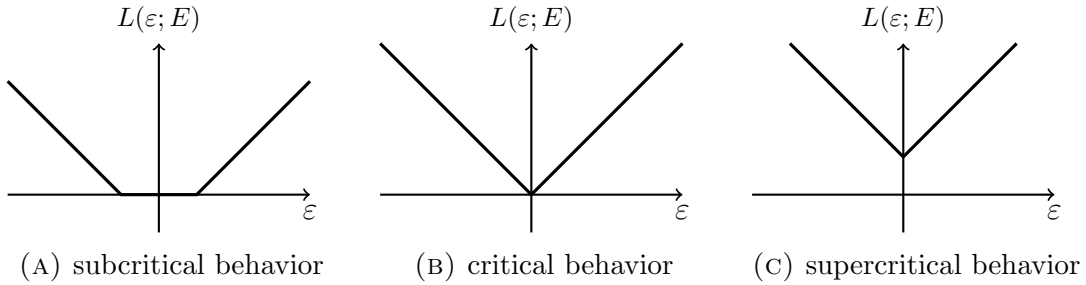 L(ε; E) L(ε; E) L(ε; E)
ε ε ε
(A) subcritical behavior (B) critical behavior (C) supercritical behavior